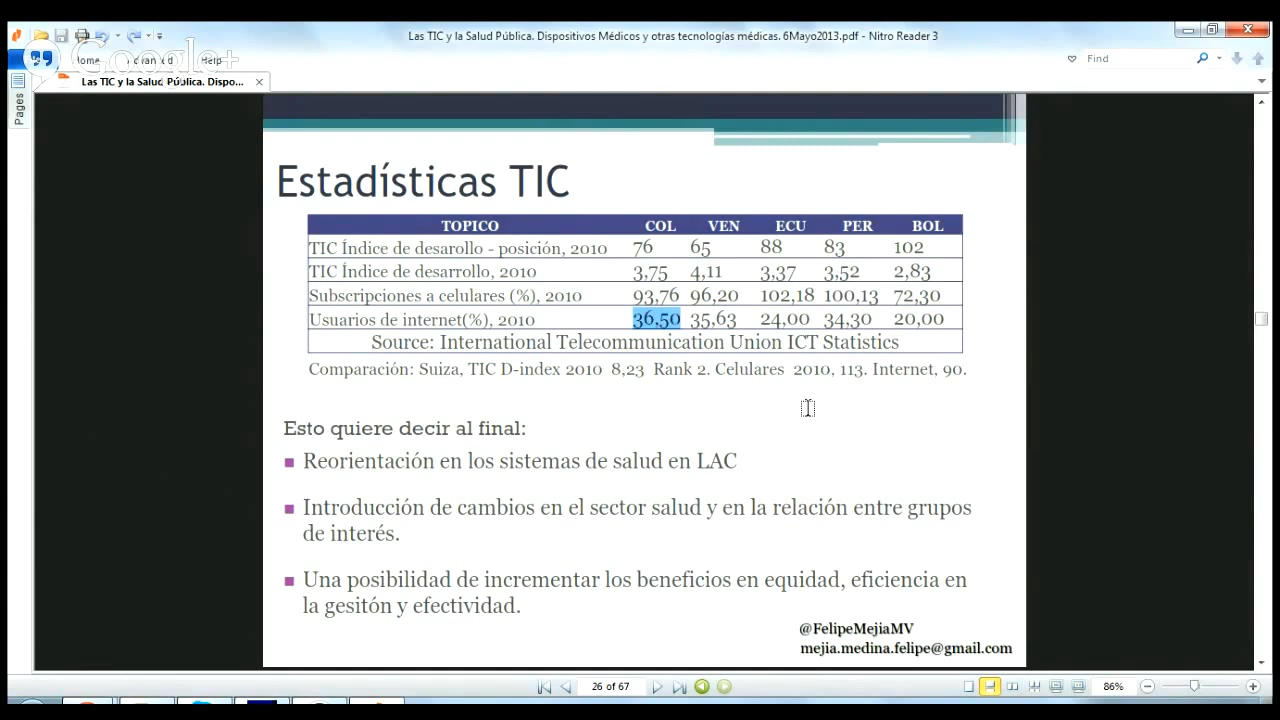 Las TIC y la Salud Pública. Dispositivos Médicos y otras tecnologías médicas. 6Mayo2013.pdf - Nitro Reader 3
Google+
Home Help
Find
Las TIC y la Salud Pública. Dispo...
Pages
Estadísticas TIC
TOPICO COL VEN ECU PER BOL
TIC Índice de desarollo - posición, 2010 76 65 88 83 102
TIC Índice de desarrollo, 2010 3,75 4,11 3,37 3,52 2,83
Subscripciones a celulares (%), 2010 93,76 96,20 102,18 100,13 72,30
Usuarios de internet(%), 2010 36,50 35,63 24,00 34,30 20,00
Source: International Telecommunication Union ICT Statistics
Comparación: Suiza, TIC D-index 2010 8,23 Rank 2. Celulares 2010, 113. Internet, 90.
Esto quiere decir al final:
Reorientación en los sistemas de salud en LAC
Introducción de cambios en el sector salud y en la relación entre grupos
de interés.
Una posibilidad de incrementar los beneficios en equidad, eficiencia en
la gesitón y efectividad.
@FelipeMejiaMV
mejia.medina.felipe@gmail.com
26 of 67
86%